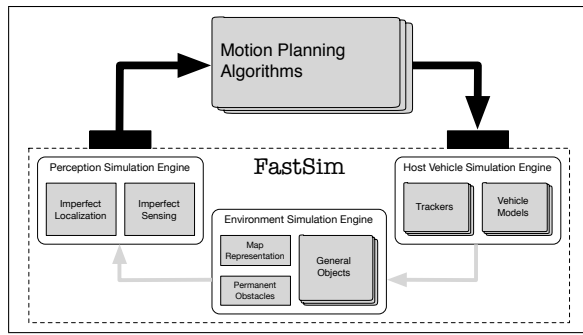 Motion Planning
Algorithms
FastSim
Perception Simulation Engine
Imperfect
Localization
Imperfect
Sensing
Host Vehicle Simulation Engine
Trackers
Vehicle
Models
Environment Simulation Engine
Map
Representation
Permanent
Obstacles
General
Objects